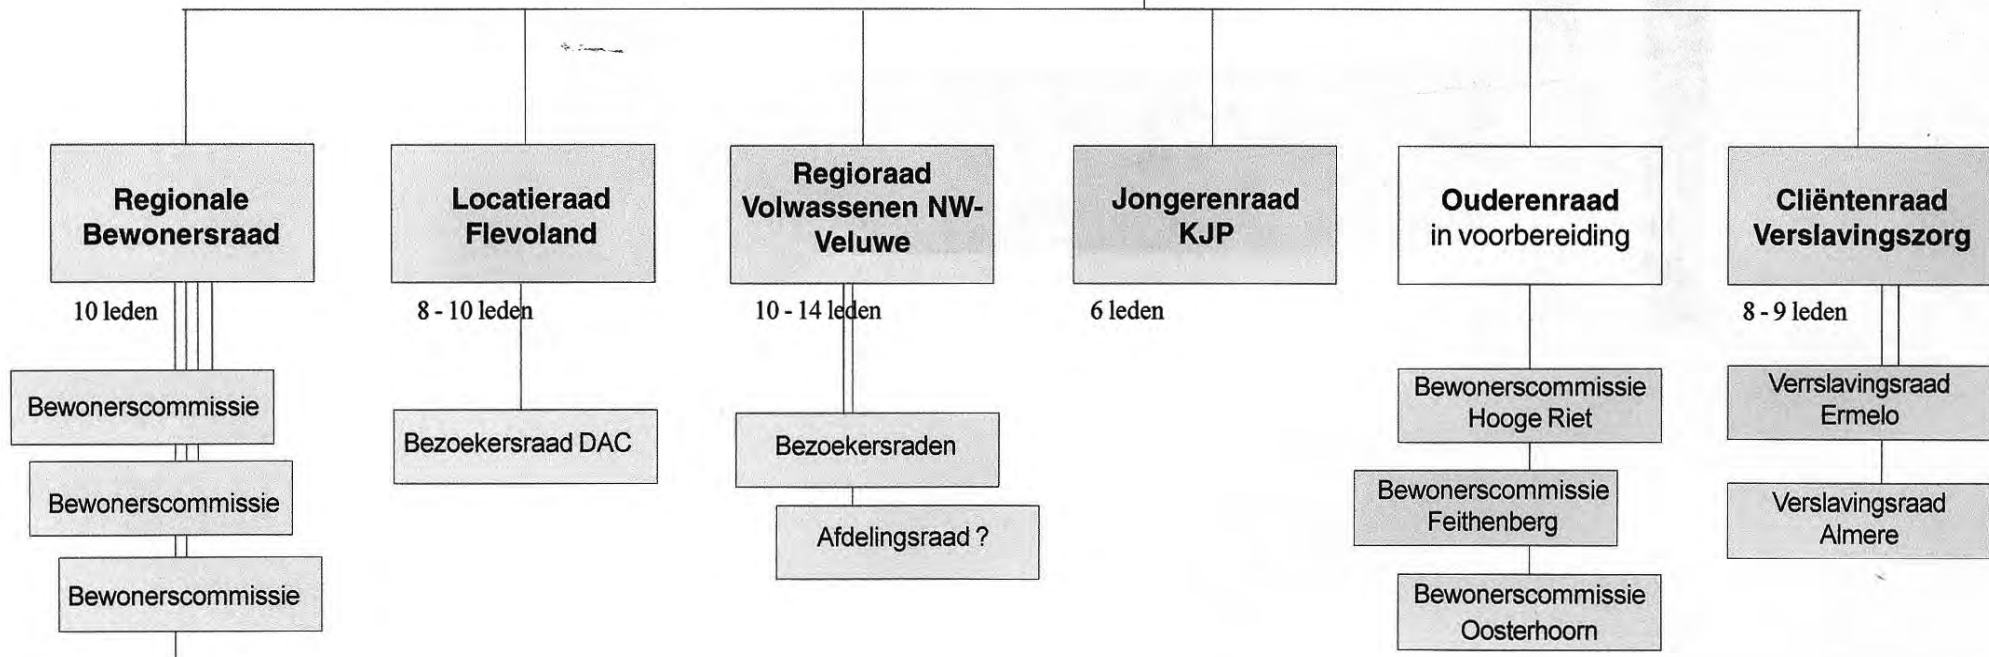 Regionale
Bewonersraad
10 leden
Bewonerscommissie
Bewonerscommissie
Bewonerscommissie
Locatieraad
Flevoland
8 - 10 leden
Bezoekersraad DAC
Regioraad
Volwassenen NW-
Veluwe
10 - 14 leden
Bezoekersraden
Afdelingsraad ?
Jongerenraad
KJP
6 leden
Ouderenraad
in voorbereiding
Bewonerscommissie
Hooge Riet
Bewonerscommissie
Feithenberg
Bewonerscommissie
Oosterhoorn
Cliëntenraad
Verslavingszorg
8 - 9 leden
Verrslavingsraad
Ermelo
Verslavingsraad
Almere